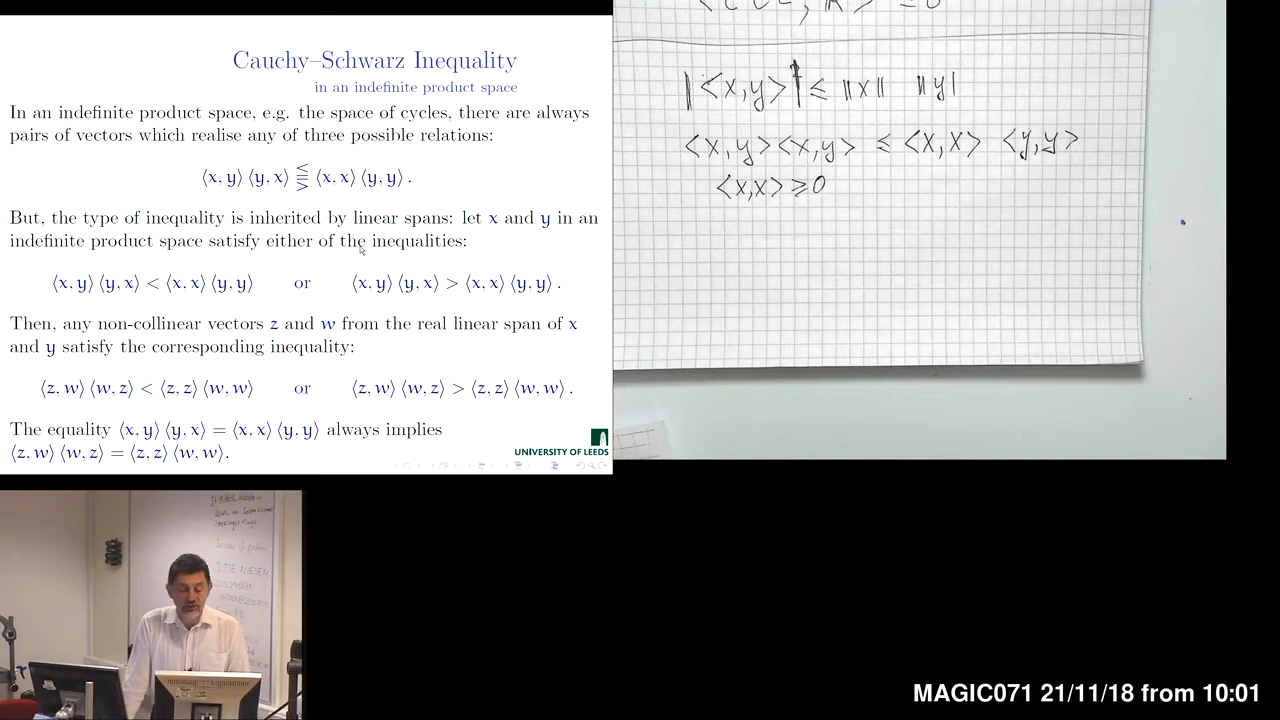 Cauchy–Schwarz Inequality
in an indefinite product space
In an indefinite product space, e.g. the space of cycles, there are always
pairs of vectors which realise any of three possible relations:
⟨x, y⟩ ⟨y, x⟩ ⪋ ⟨x, x⟩ ⟨y, y⟩ .
But, the type of inequality is inherited by linear spans: let x and y in an
indefinite product space satisfy either of the inequalities:
⟨x, y⟩ ⟨y, x⟩ < ⟨x, x⟩ ⟨y, y⟩ or ⟨x, y⟩ ⟨y, x⟩ > ⟨x, x⟩ ⟨y, y⟩ .
Then, any non-collinear vectors z and w from the real linear span of x
and y satisfy the corresponding inequality:
⟨z, w⟩ ⟨w, z⟩ < ⟨z, z⟩ ⟨w, w⟩ or ⟨z, w⟩ ⟨w, z⟩ > ⟨z, z⟩ ⟨w, w⟩ .
The equality ⟨x, y⟩ ⟨y, x⟩ = ⟨x, x⟩ ⟨y, y⟩ always implies
⟨z, w⟩ ⟨w, z⟩ = ⟨z, z⟩ ⟨w, w⟩.
UNIVERSITY OF LEEDS
|<x,y>| ≤ ||x|| ||y||
<x,y><x,y> ≤ <x,x> <y,y>
<x,x> ≥ 0
MAGIC071 21/11/18 from 10:01